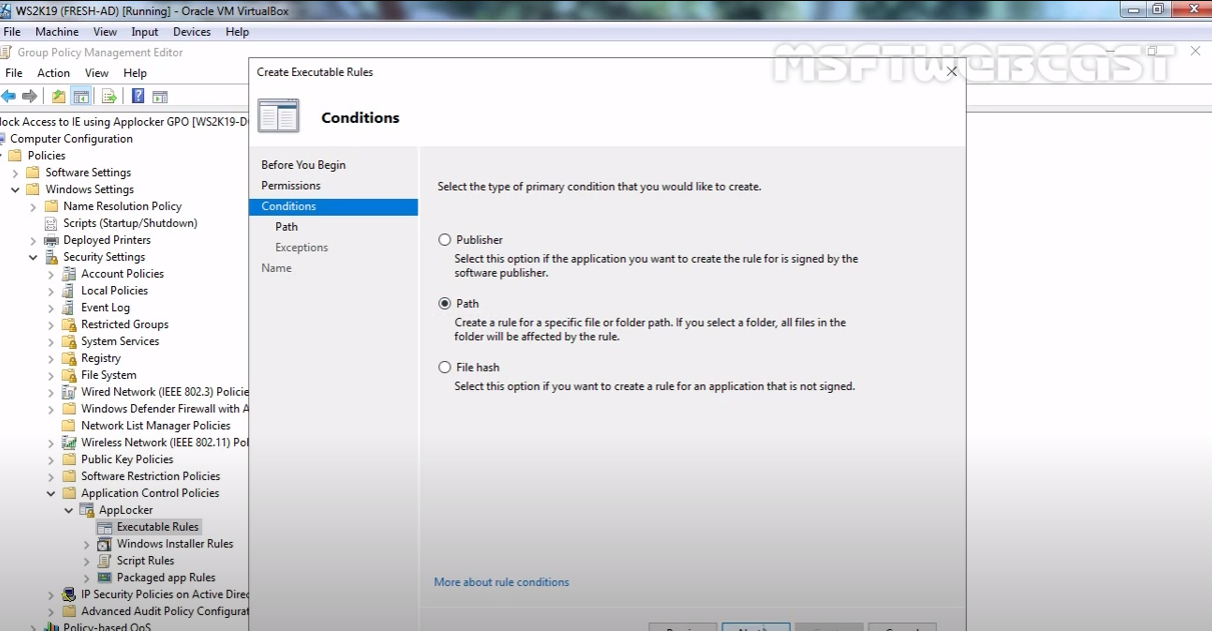 WS2K19 (FRESH-AD) [Running] - Oracle VM VirtualBox
File Machine View Input Devices Help
Group Policy Management Editor
MSFTWEBCAST
File Action View Help
Create Executable Rules
Conditions
lock Access to IE using Applocker GPO [WS2K19-D
Computer Configuration
Policies
Software Settings
Windows Settings
Name Resolution Policy
Scripts (Startup/Shutdown)
Deployed Printers
Security Settings
Account Policies
Local Policies
Event Log
Restricted Groups
System Services
Registry
File System
Wired Network (IEEE 802.3) Policie
Windows Defender Firewall with A
Network List Manager Policies
Wireless Network (IEEE 802.11) Pol
Public Key Policies
Software Restriction Policies
Application Control Policies
AppLocker
Executable Rules
Windows Installer Rules
Script Rules
Packaged app Rules
IP Security Policies on Active Direc
Advanced Audit Policy Configurat
Policy-based QoS
Before You Begin
Permissions
Conditions
Path
Exceptions
Name
Select the type of primary condition that you would like to create.
Publisher
Select this option if the application you want to create the rule for is signed by the
software publisher.
Path
Create a rule for a specific file or folder path. If you select a folder, all files in the
folder will be affected by the rule.
File hash
Select this option if you want to create a rule for an application that is not signed.
More about rule conditions